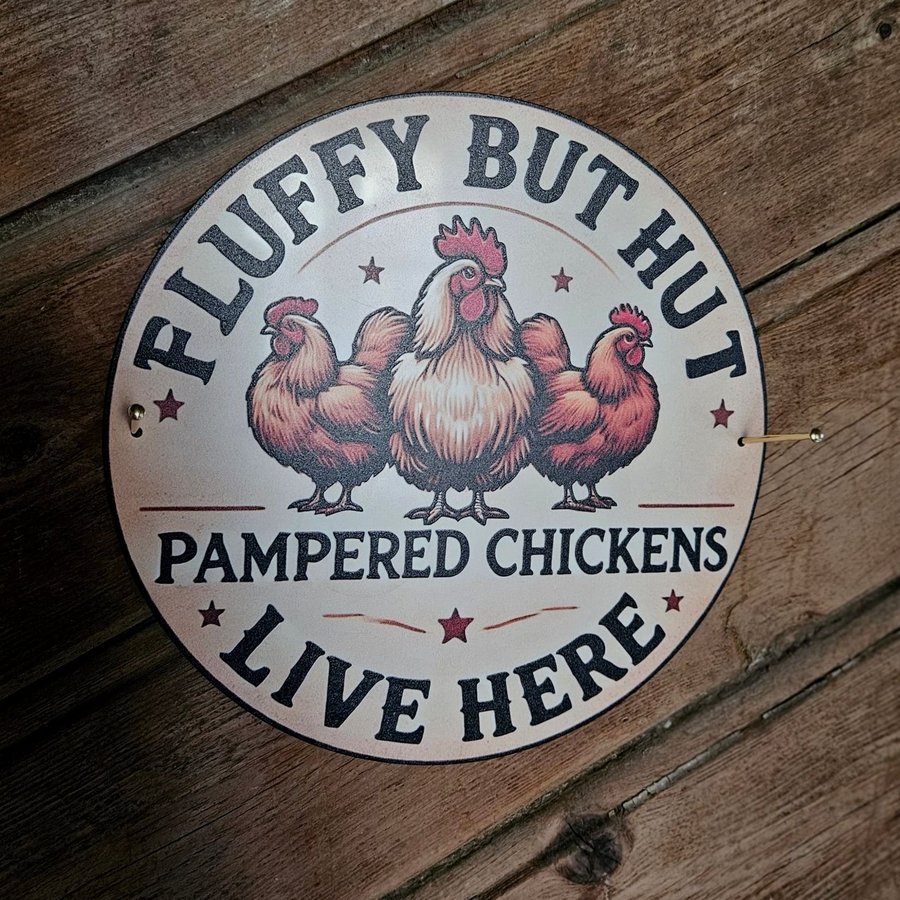 FLUFFY BUT HUT
PAMPERED CHICKENS
LIVE HERE